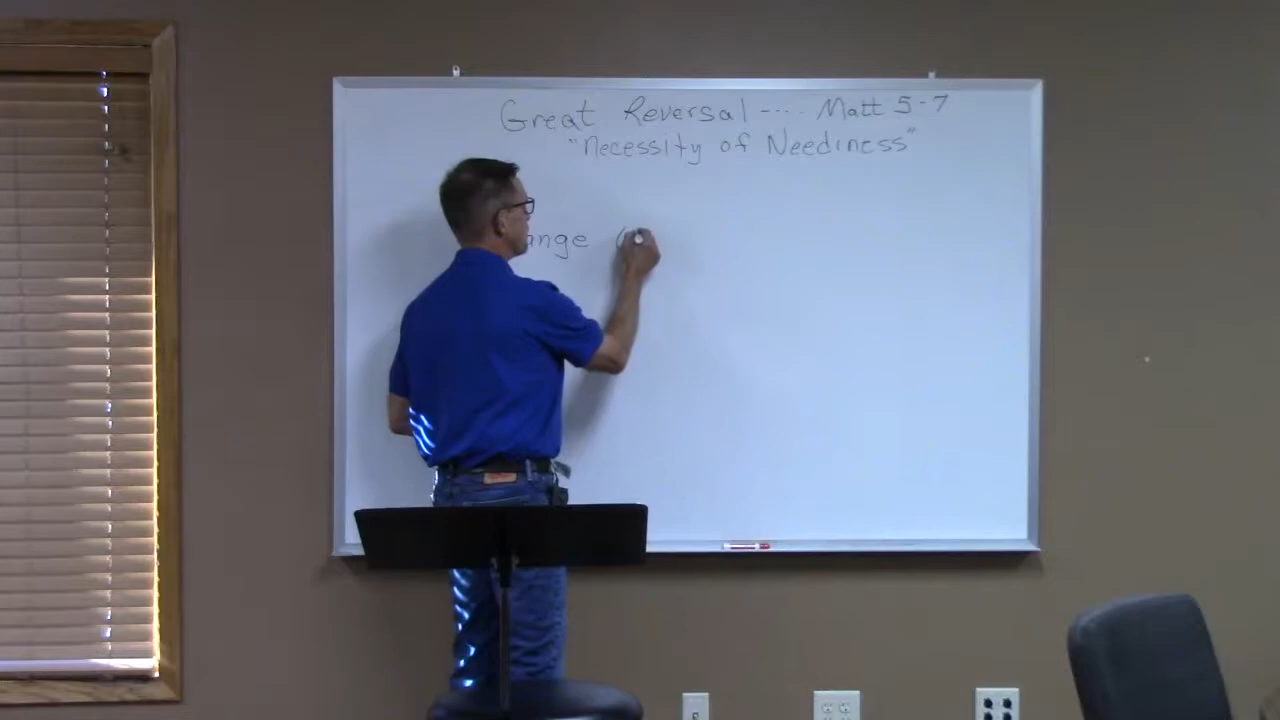 Great Reversal .... Matt 5-7
"Necessity of Neediness"
ange (